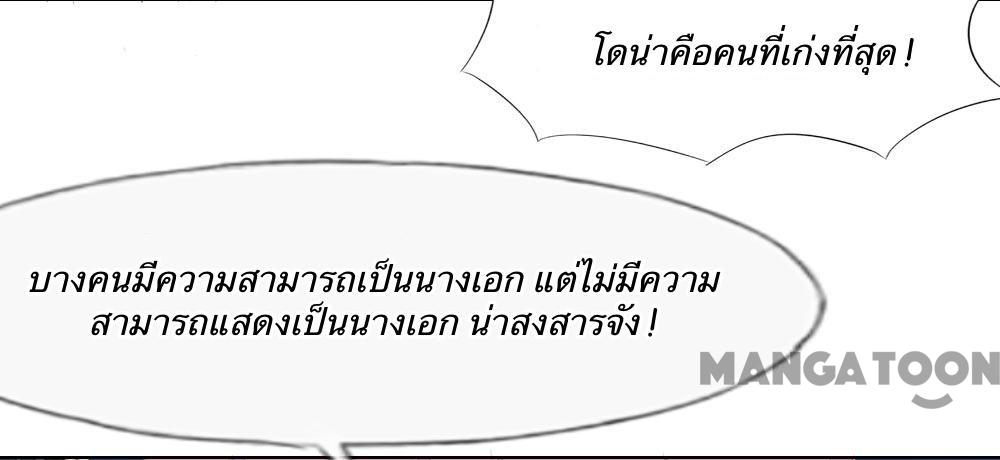 โดน่าคือคนที่เก่งที่สุด !
บางคนมีความสามารถเป็นนางเอก แต่ไม่มีความ
สามารถแสดงเป็นนางเอก น่าสงสารจัง !
MANGATOON